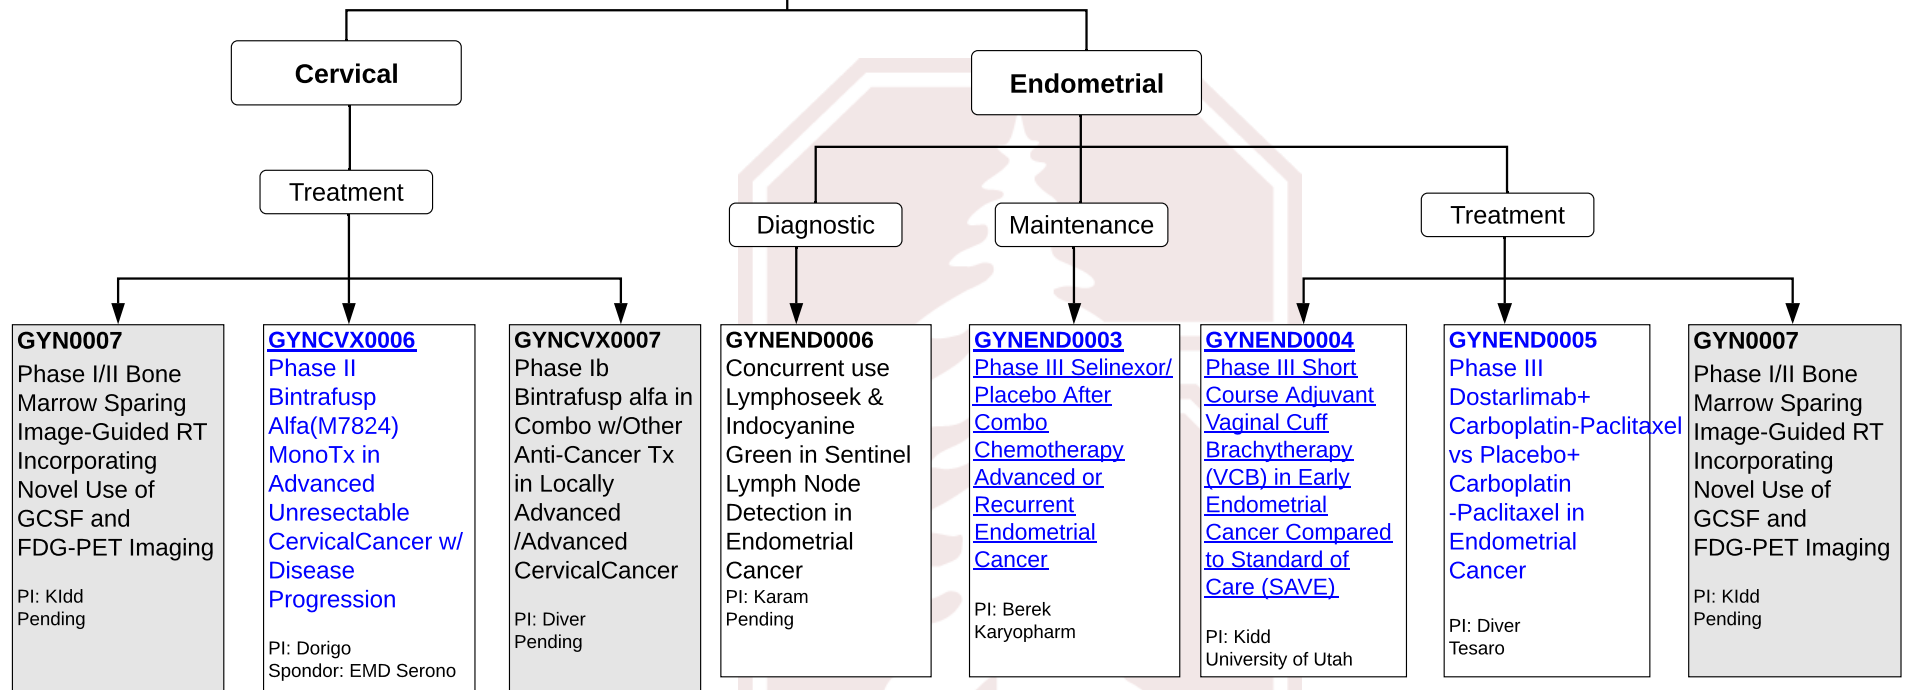 Cervical
Endometrial
Treatment
Diagnostic
Maintenance
Treatment
GYN0007
Phase I/II Bone
Marrow Sparing
Image-Guided RT
Incorporating
Novel Use of
GCSF and
FDG-PET Imaging
PI: KIdd
Pending
GYNCVX0006
Phase II
Bintrafusp
Alfa(M7824)
MonoTx in
Advanced
Unresectable
CervicalCancer w/
Disease
Progression
PI: Dorigo
Spondor: EMD Serono
GYNCVX0007
Phase Ib
Bintrafusp alfa in
Combo w/Other
Anti-Cancer Tx
in Locally
Advanced
/Advanced
CervicalCancer
PI: Diver
Pending
GYNEND0006
Concurrent use
Lymphoseek &
Indocyanine
Green in Sentinel
Lymph Node
Detection in
Endometrial
Cancer
PI: Karam
Pending
GYNEND0003
Phase III Selinexor/
Placebo After
Combo
Chemotherapy
Advanced or
Recurrent
Endometrial
Cancer
PI: Berek
Karyopharm
GYNEND0004
Phase III Short
Course Adjuvant
Vaginal Cuff
Brachytherapy
(VCB) in Early
Endometrial
Cancer Compared
to Standard of
Care (SAVE)
PI: Kidd
University of Utah
GYNEND0005
Phase III
Dostarlimab+
Carboplatin-Paclitaxel
vs Placebo+
Carboplatin
-Paclitaxel in
Endometrial
Cancer
PI: Diver
Tesaro
GYN0007
Phase I/II Bone
Marrow Sparing
Image-Guided RT
Incorporating
Novel Use of
GCSF and
FDG-PET Imaging
PI: KIdd
Pending